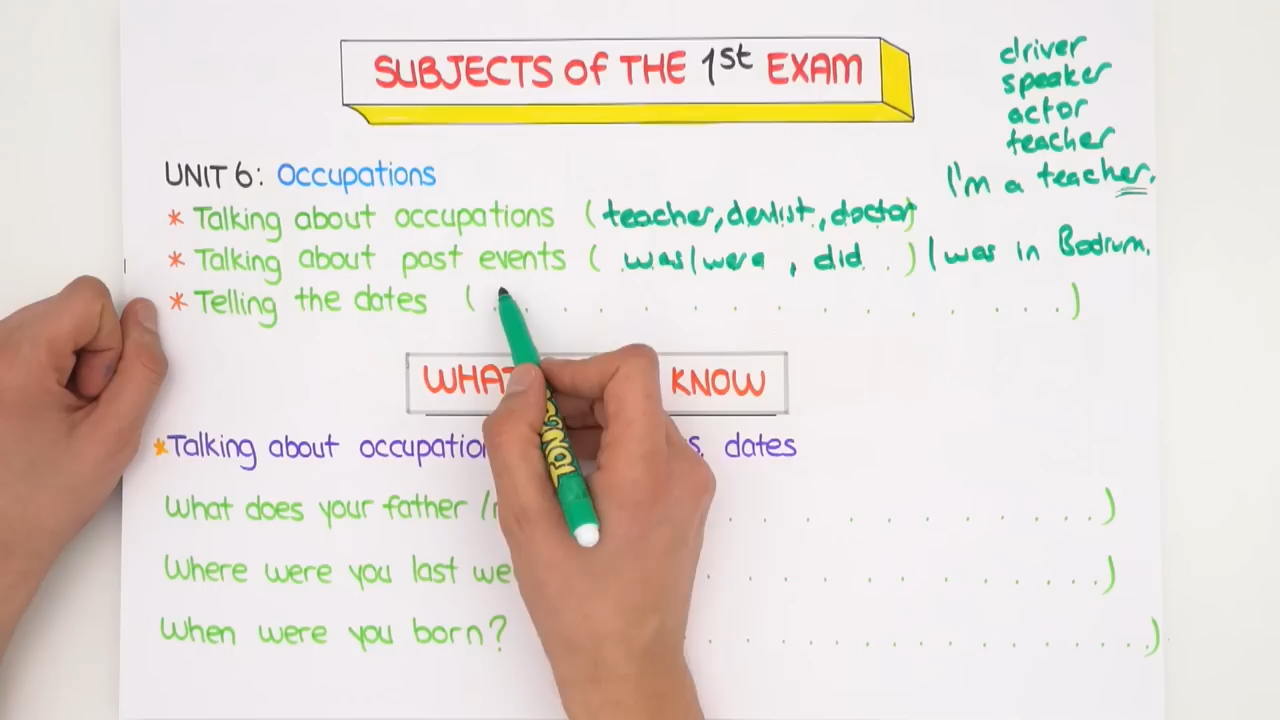 SUBJECTS of THE 1st EXAM
driver
speaker
actor
teacher
I'm a teacher.
UNIT 6: Occupations
* Talking about occupations (teacher, dentist, doctor)
* Talking about past events ( was/were , did . ) I was in Bodrum.
* Telling the dates ( . . . . . . . . . . . . . . )
WHAT KNOW
*Talking about dates
What does your father / . . . . . . . . . . )
Where were you last . . . . . . . . . . )
When were you born? . . . . . . . . . . . )